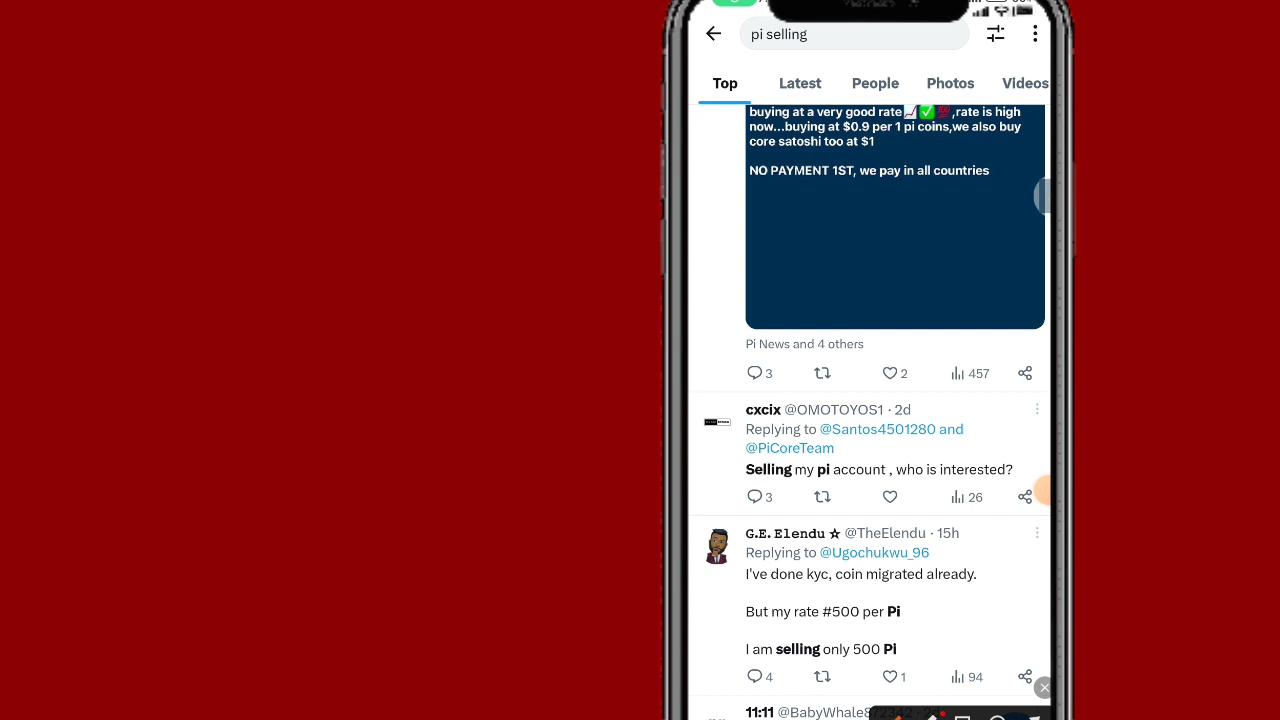 pi selling
Top Latest People Photos Videos
buying at a very good rate📈✅💯,rate is high
now...buying at $0.9 per 1 pi coins,we also buy
core satoshi too at $1
NO PAYMENT 1ST, we pay in all countries
Pi News and 4 others
3 2 457
cxcix @OMOTOYOS1 · 2d
Replying to @Santos4501280 and
@PiCoreTeam
Selling my pi account , who is interested?
3 26
G.E. Elendu ☆ @TheElendu · 15h
Replying to @Ugochukwu_96
I've done kyc, coin migrated already.
But my rate #500 per Pi
I am selling only 500 Pi
4 1 94
11:11